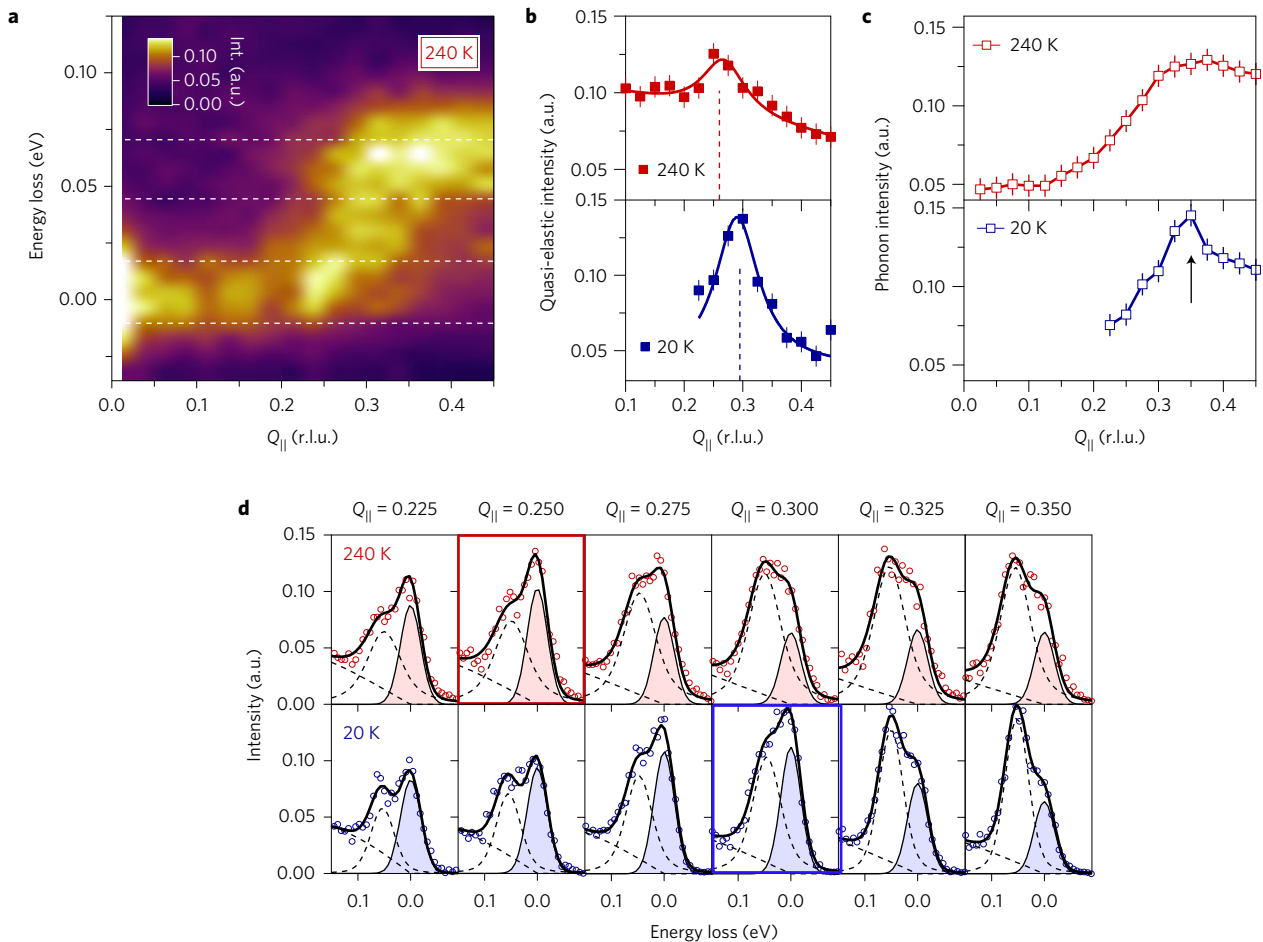 a
240 K
Int. (a.u.)
0.10
0.05
0.00
0.10
0.05
0.00
Energy loss (eV)
0.0 0.1 0.2 0.3 0.4
Q|| (r.l.u.)
b
0.15
0.10
0.05
240 K
0.15
0.10
0.05
20 K
Quasi-elastic intensity (a.u.)
0.1 0.2 0.3 0.4
Q|| (r.l.u.)
c
0.15
240 K
0.10
0.05
0.15
20 K
0.10
0.05
Phonon intensity (a.u.)
0.0 0.1 0.2 0.3 0.4
Q|| (r.l.u.)
d
Q|| = 0.225 Q|| = 0.250 Q|| = 0.275 Q|| = 0.300 Q|| = 0.325 Q|| = 0.350
0.15
240 K
0.10
0.05
0.00
20 K
0.10
0.05
0.00
Intensity (a.u.)
0.1 0.0 0.1 0.0 0.1 0.0 0.1 0.0 0.1 0.0 0.1 0.0
Energy loss (eV)